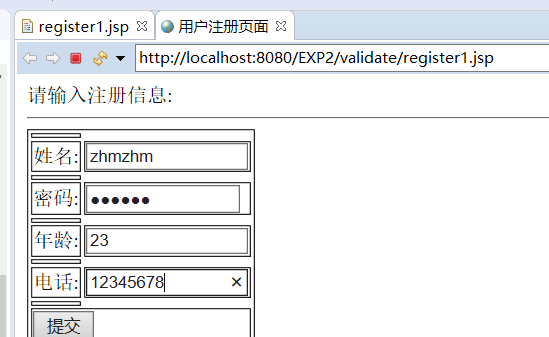 register1.jsp 用户注册页面
http://localhost:8080/EXP2/validate/register1.jsp
请输入注册信息:
姓名: zhmzhm
密码: ●●●●●●
年龄: 23
电话: 12345678
提交